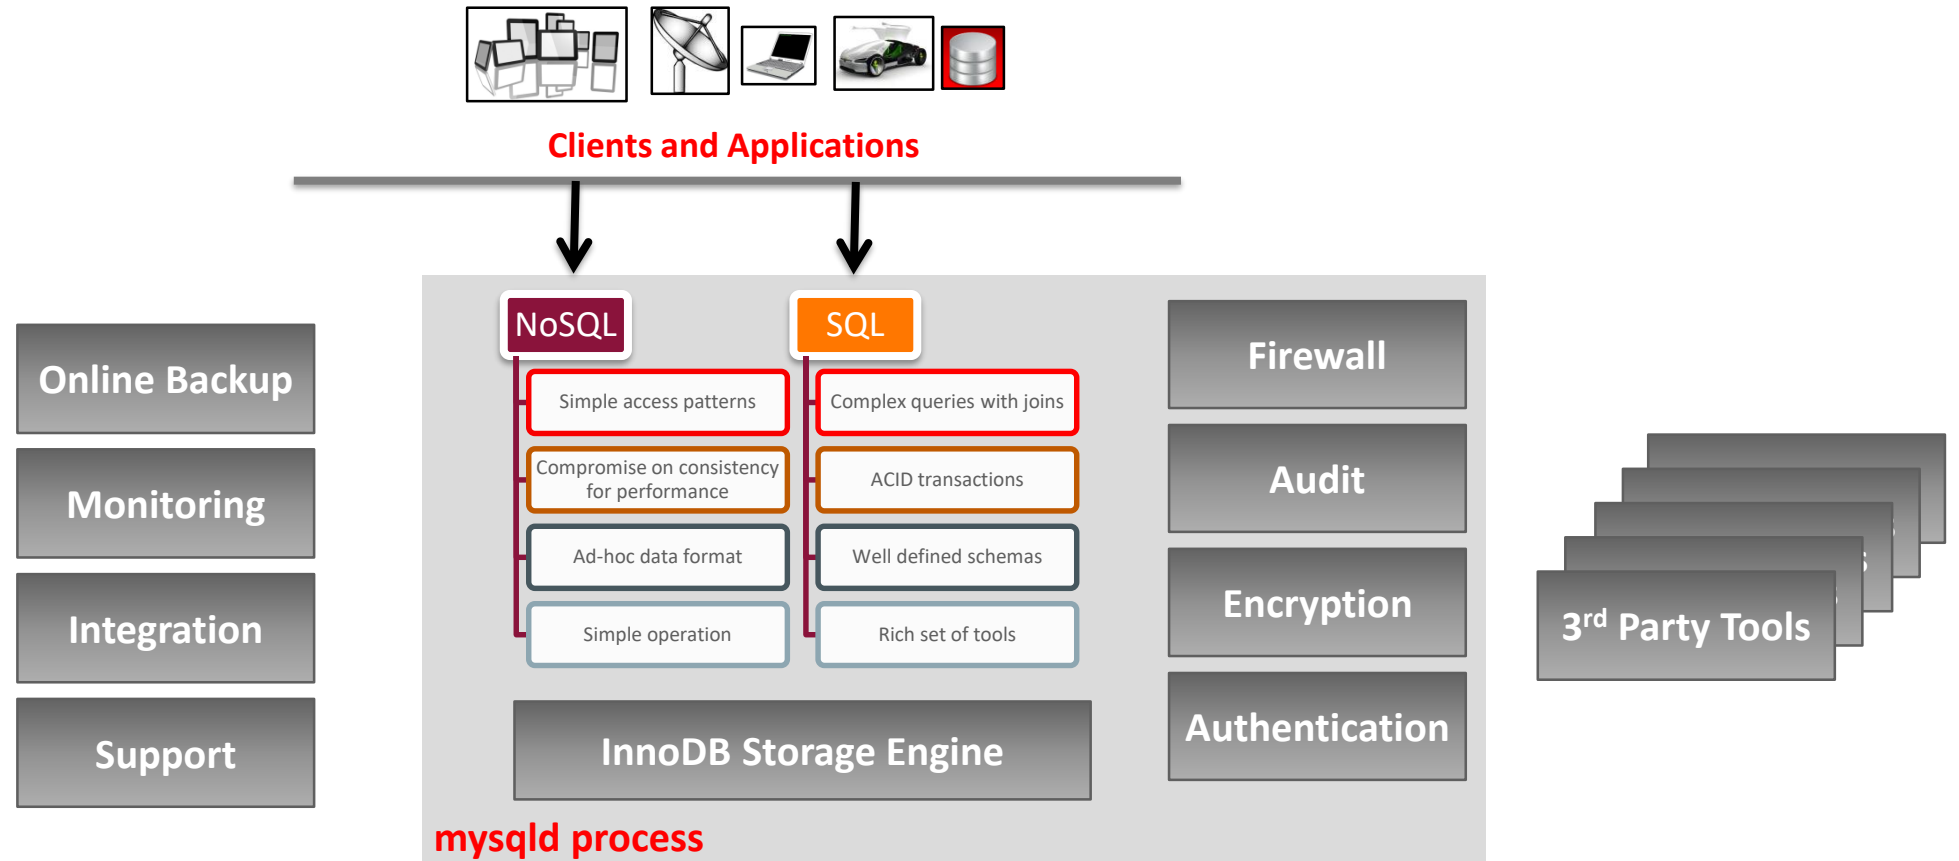 Clients and Applications
NoSQL
Simple access patterns
Compromise on consistency
for performance
Ad-hoc data format
Simple operation
SQL
Complex queries with joins
ACID transactions
Well defined schemas
Rich set of tools
InnoDB Storage Engine
mysqld process
Firewall
Audit
Encryption
Authentication
Online Backup
Monitoring
Integration
Support
3rd Party Tools